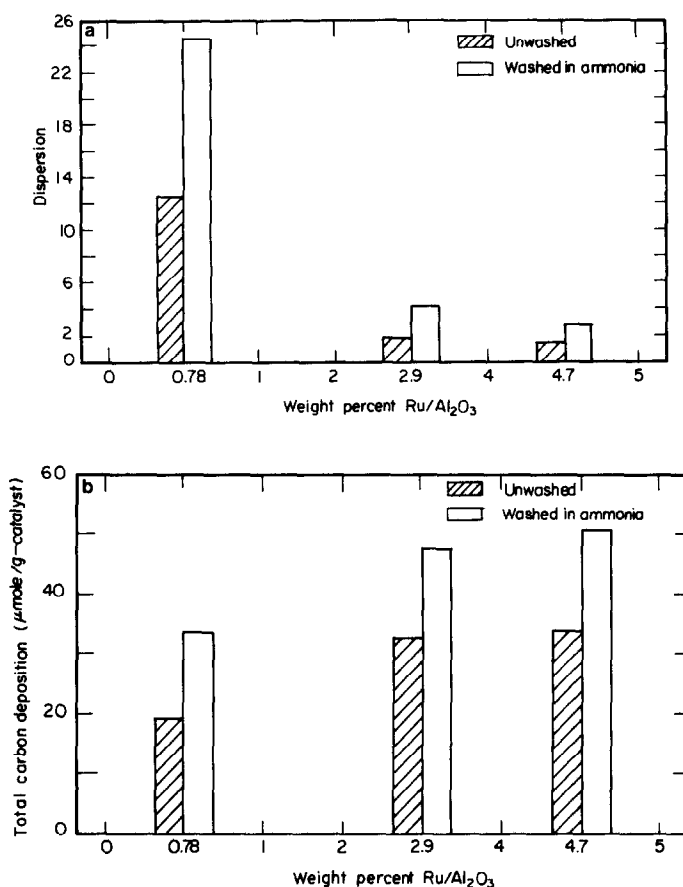 a
26
22
18
14
10
6
2
0
Dispersion
Unwashed
Washed in ammonia
0 0.78 1 2 2.9 4 4.7 5
Weight percent Ru/Al₂O₃
b
60
40
20
0
Total carbon deposition (μmole/g-catalyst)
Unwashed
Washed in ammonia
0 0.78 1 2 2.9 4 4.7 5
Weight percent Ru/Al₂O₃